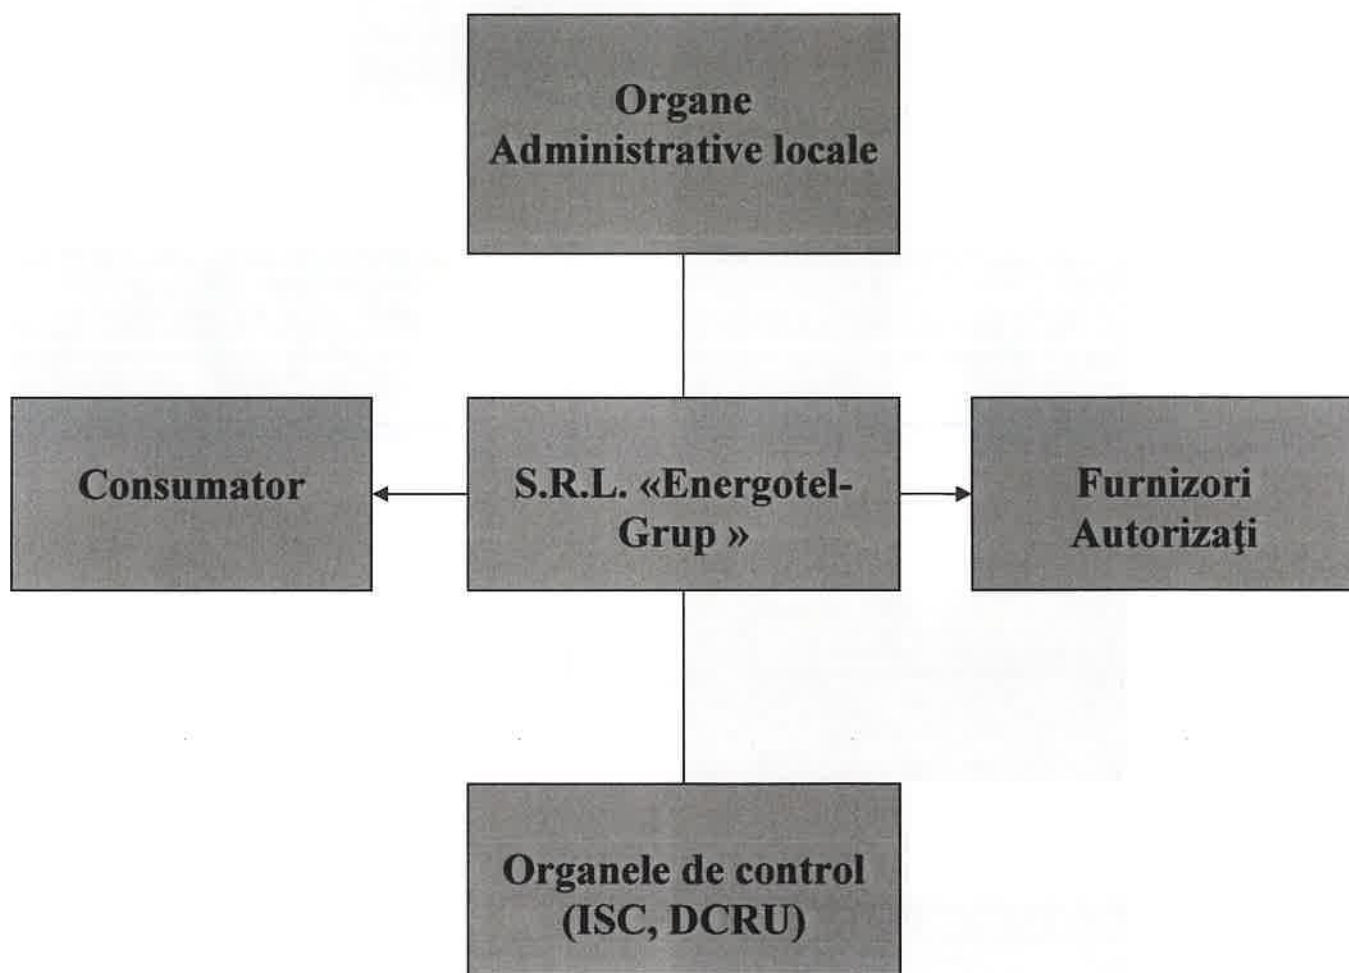 Organe
Administrative locale
Consumator
S.R.L. «Energotel-
Grup »
Furnizori
Autorizaţi
Organele de control
(ISC, DCRU)